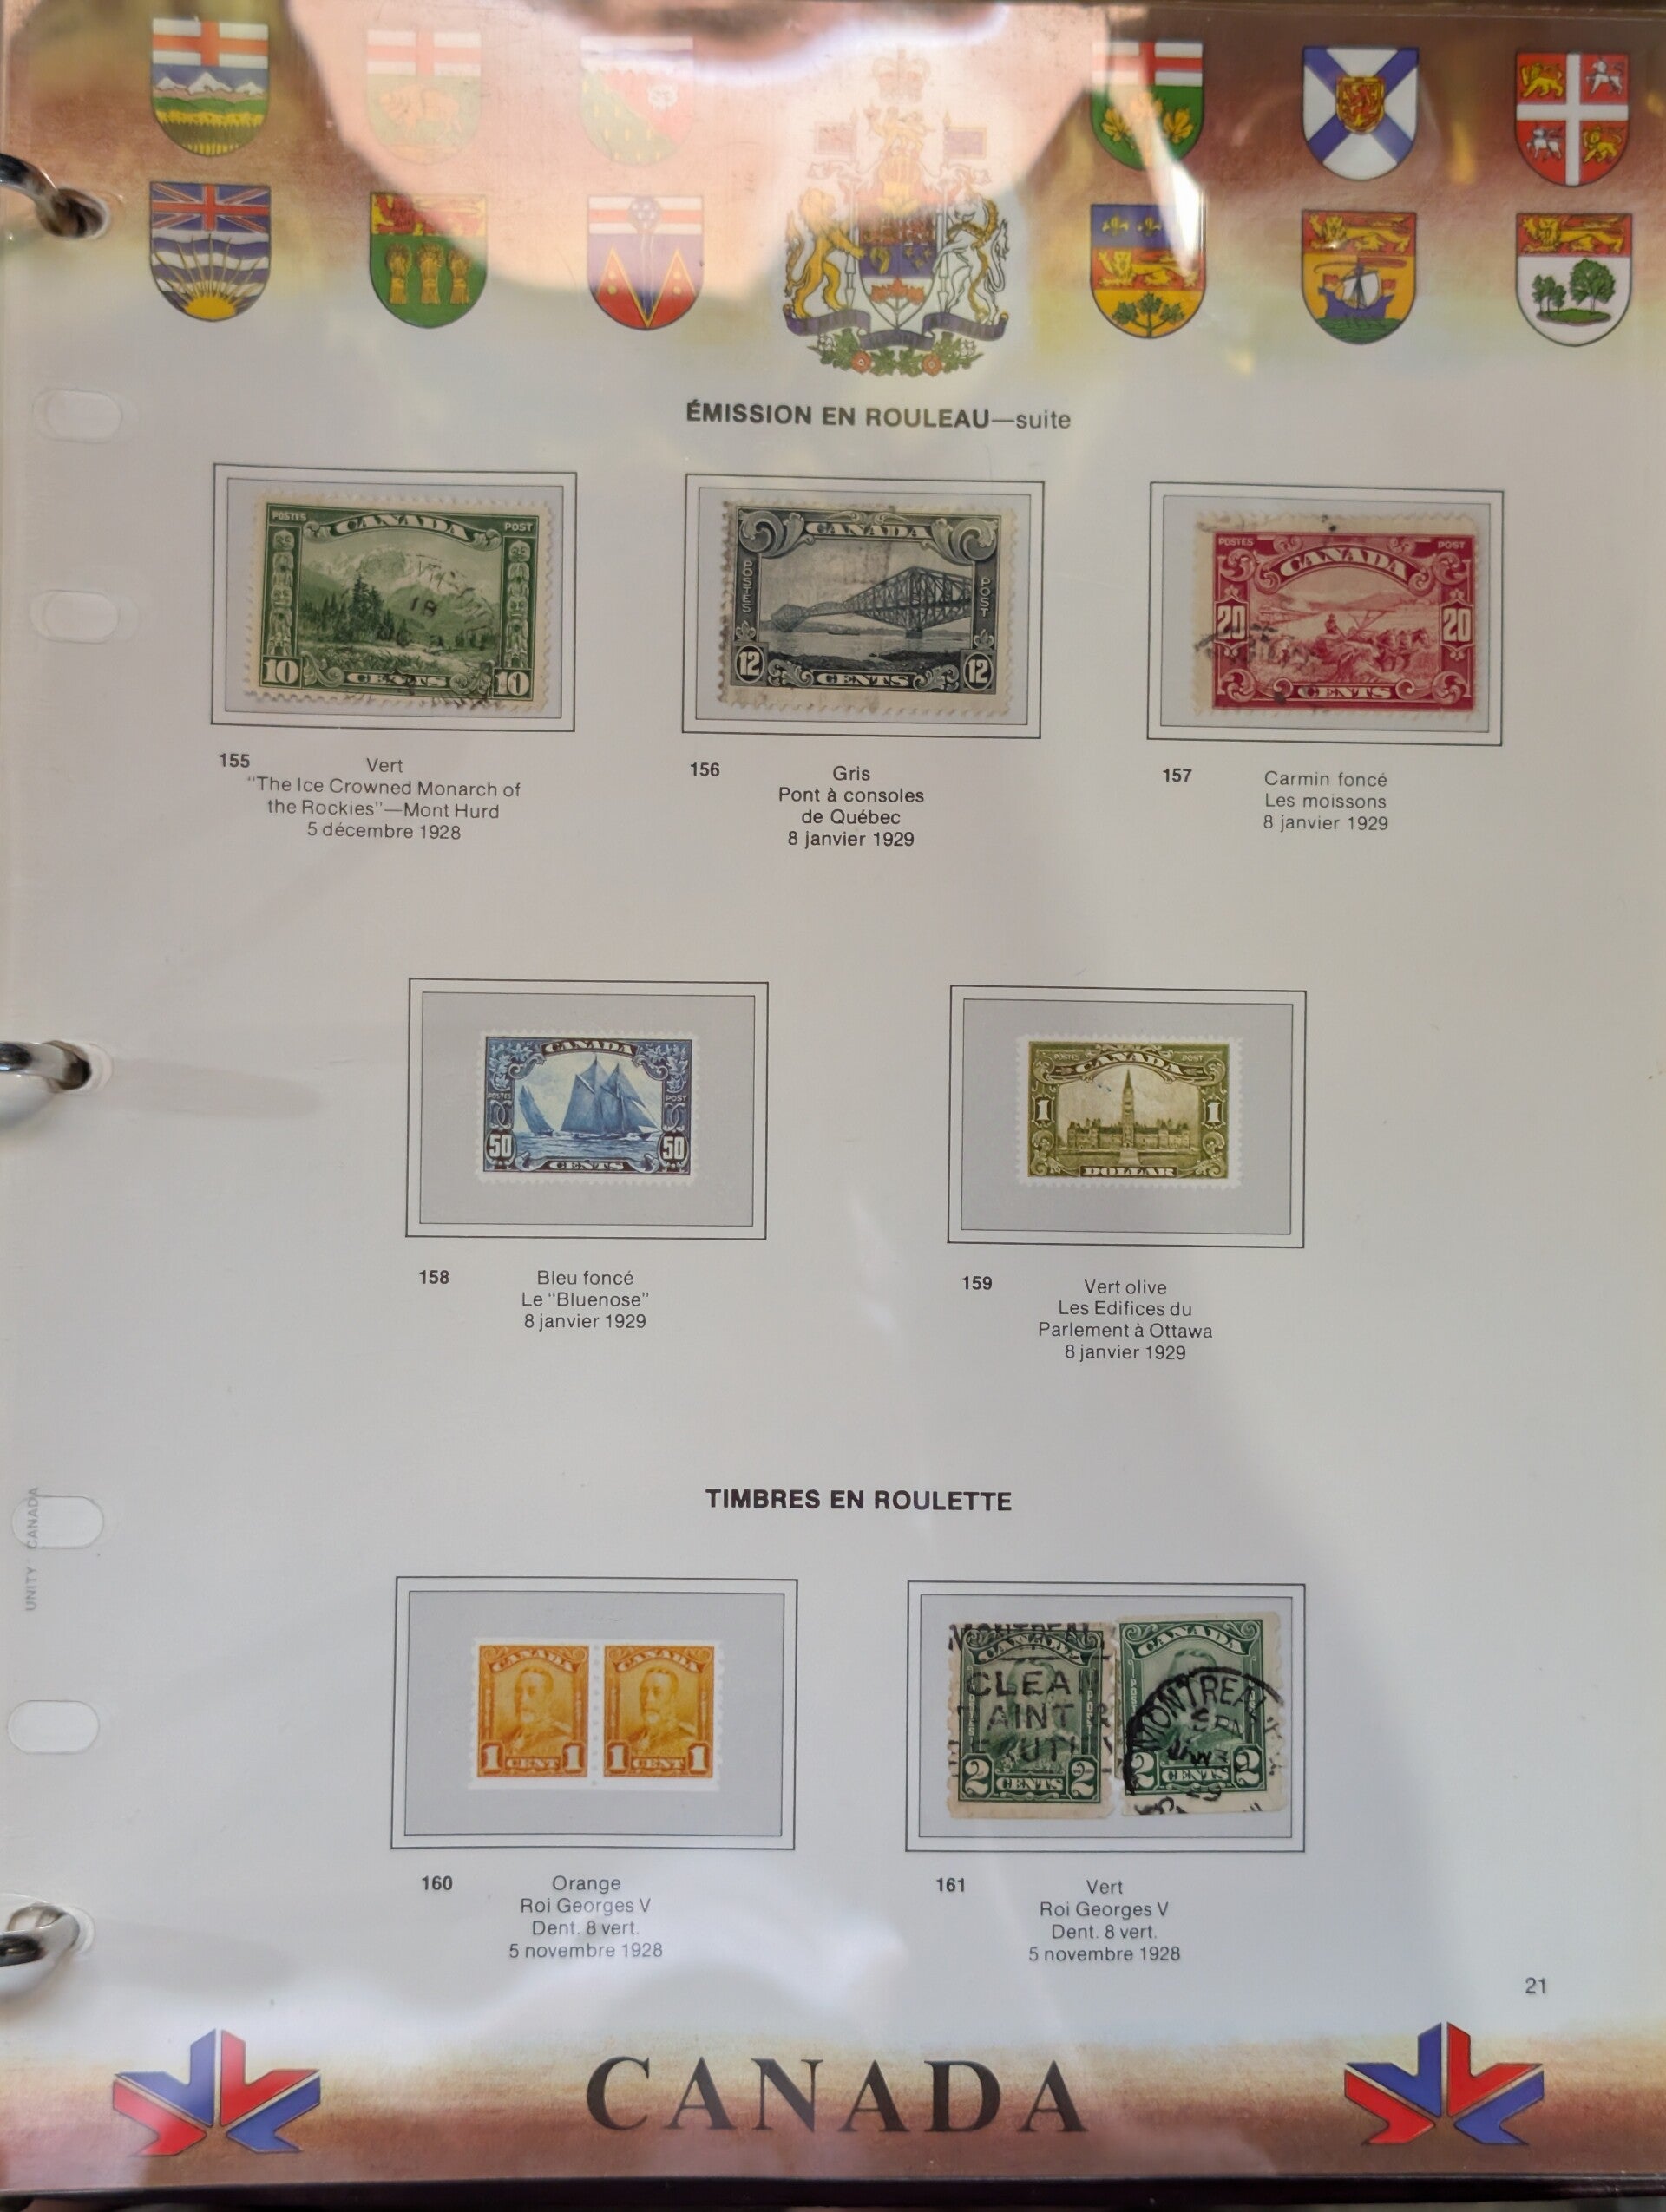 ÉMISSION EN ROULEAU—suite
POSTES CANADA POST
10 CENTS 10
CANADA
POSTES POST
12 CENTS 12
POSTES CANADA POST
20 20
CENTS
155 Vert
"The Ice Crowned Monarch of
the Rockies"—Mont Hurd
5 décembre 1928
156 Gris
Pont à consoles
de Québec
8 janvier 1929
157 Carmin foncé
Les moissons
8 janvier 1929
CANADA
POSTES POST
50 CENTS 50
POSTES CANADA POST
1 1
DOLLAR
158 Bleu foncé
Le "Bluenose"
8 janvier 1929
159 Vert olive
Les Edifices du
Parlement à Ottawa
8 janvier 1929
TIMBRES EN ROULETTE
CANADA
1 CENT 1
CANADA
1 CENT 1
MONTREAL
CANADA
CLEAN
2 CENTS 2
CANADA
MONTREAL
2 CENTS 2
160 Orange
Roi Georges V
Dent. 8 vert.
5 novembre 1928
161 Vert
Roi Georges V
Dent. 8 vert.
5 novembre 1928
UNITY CANADA
21
CANADA